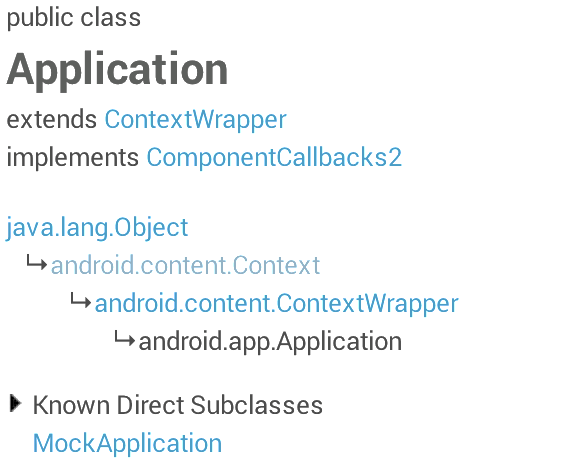 public class
Application
extends ContextWrapper
implements ComponentCallbacks2
java.lang.Object
↳android.content.Context
↳android.content.ContextWrapper
↳android.app.Application
Known Direct Subclasses
MockApplication